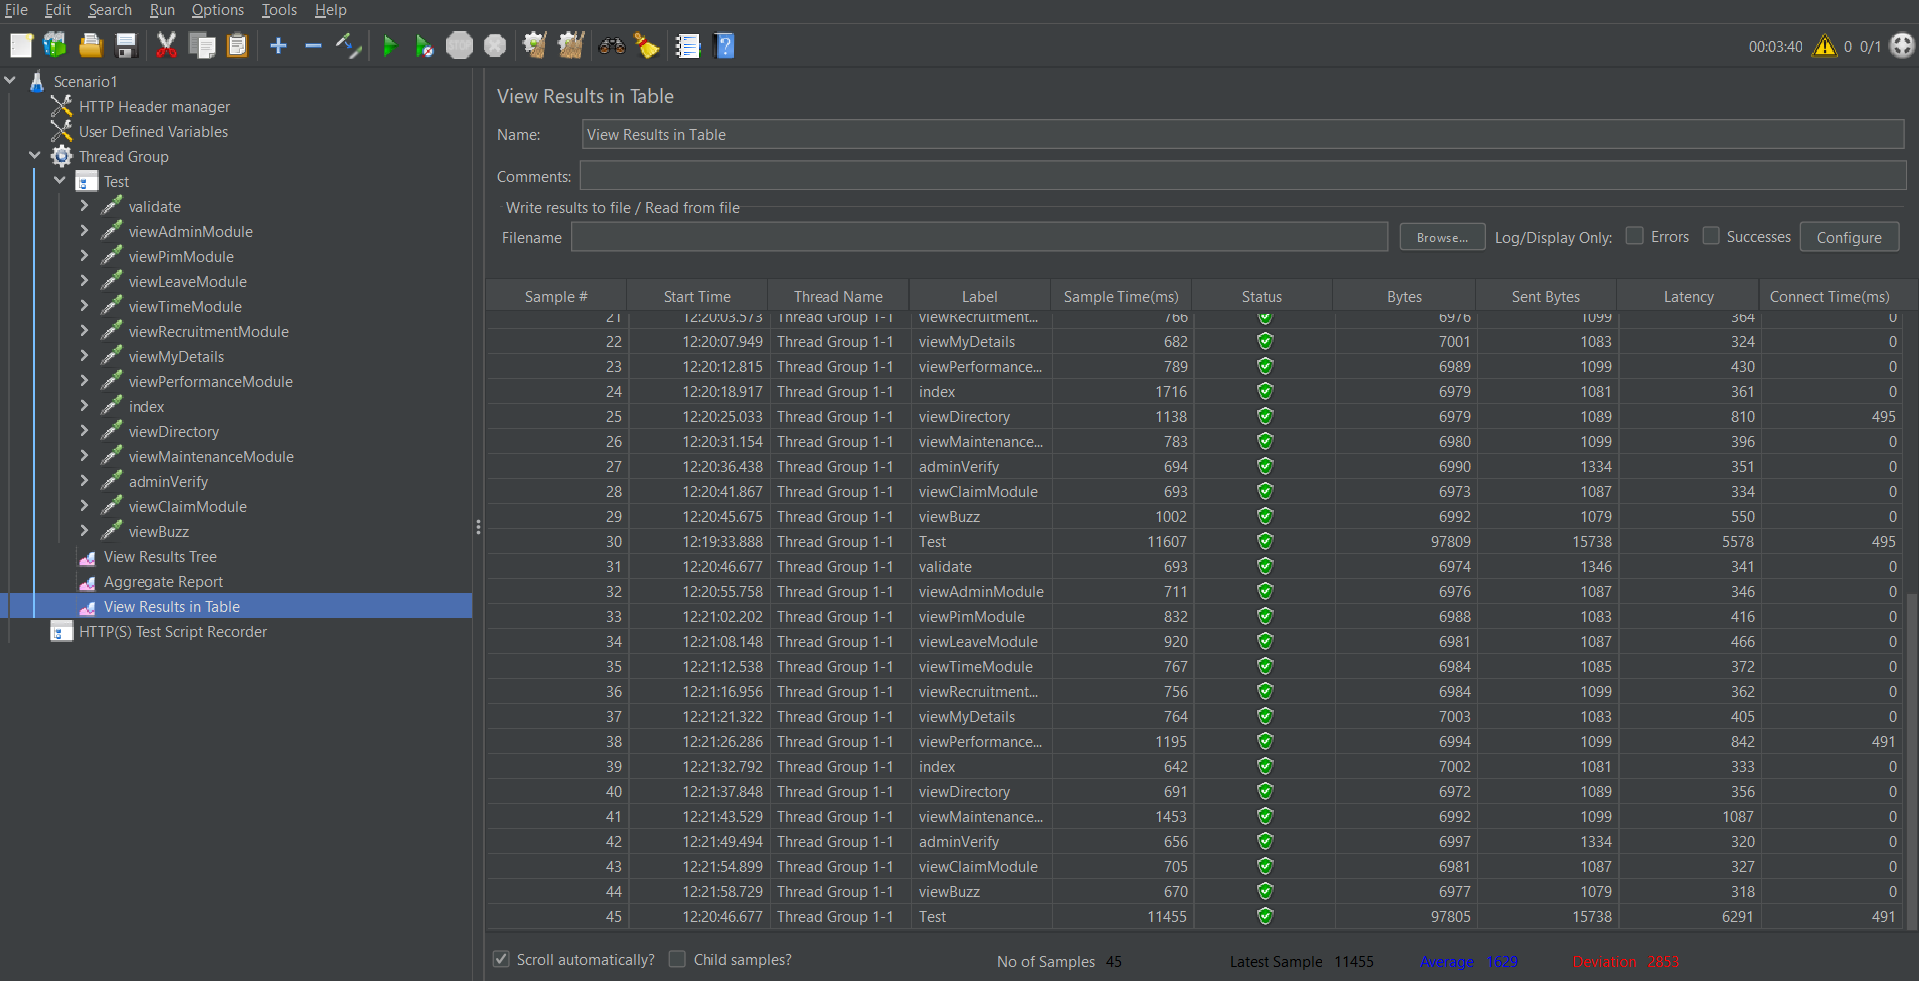 File Edit Search Run Options Tools Help
00:03:40 0 0/1
Scenario1
HTTP Header manager
User Defined Variables
Thread Group
Test
validate
viewAdminModule
viewPimModule
viewLeaveModule
viewTimeModule
viewRecruitmentModule
viewMyDetails
viewPerformanceModule
index
viewDirectory
viewMaintenanceModule
adminVerify
viewClaimModule
viewBuzz
View Results Tree
Aggregate Report
View Results in Table
HTTP(S) Test Script Recorder
View Results in Table
Name: View Results in Table
Comments:
Write results to file / Read from file
Filename Browse... Log/Display Only: Errors Successes Configure
Sample # Start Time Thread Name Label Sample Time(ms) Status Bytes Sent Bytes Latency Connect Time(ms)
21 12:20:03.573 Thread Group 1-1 viewRecruitment... 766 6976 1099 364 0
22 12:20:07.949 Thread Group 1-1 viewMyDetails 682 7001 1083 324 0
23 12:20:12.815 Thread Group 1-1 viewPerformance... 789 6989 1099 430 0
24 12:20:18.917 Thread Group 1-1 index 1716 6979 1081 361 0
25 12:20:25.033 Thread Group 1-1 viewDirectory 1138 6979 1089 810 495
26 12:20:31.154 Thread Group 1-1 viewMaintenance... 783 6980 1099 396 0
27 12:20:36.438 Thread Group 1-1 adminVerify 694 6990 1334 351 0
28 12:20:41.867 Thread Group 1-1 viewClaimModule 693 6973 1087 334 0
29 12:20:45.675 Thread Group 1-1 viewBuzz 1002 6992 1079 550 0
30 12:19:33.888 Thread Group 1-1 Test 11607 97809 15738 5578 495
31 12:20:46.677 Thread Group 1-1 validate 693 6974 1346 341 0
32 12:20:55.758 Thread Group 1-1 viewAdminModule 711 6976 1087 346 0
33 12:21:02.202 Thread Group 1-1 viewPimModule 832 6988 1083 416 0
34 12:21:08.148 Thread Group 1-1 viewLeaveModule 920 6981 1087 466 0
35 12:21:12.538 Thread Group 1-1 viewTimeModule 767 6984 1085 372 0
36 12:21:16.956 Thread Group 1-1 viewRecruitment... 756 6984 1099 362 0
37 12:21:21.322 Thread Group 1-1 viewMyDetails 764 7003 1083 405 0
38 12:21:26.286 Thread Group 1-1 viewPerformance... 1195 6994 1099 842 491
39 12:21:32.792 Thread Group 1-1 index 642 7002 1081 333 0
40 12:21:37.848 Thread Group 1-1 viewDirectory 691 6972 1089 356 0
41 12:21:43.529 Thread Group 1-1 viewMaintenance... 1453 6992 1099 1087 0
42 12:21:49.494 Thread Group 1-1 adminVerify 656 6997 1334 320 0
43 12:21:54.899 Thread Group 1-1 viewClaimModule 705 6981 1087 327 0
44 12:21:58.729 Thread Group 1-1 viewBuzz 670 6977 1079 318 0
45 12:20:46.677 Thread Group 1-1 Test 11455 97805 15738 6291 491
Scroll automatically? Child samples? No of Samples 45 Latest Sample 11455 Average 1629 Deviation 2853